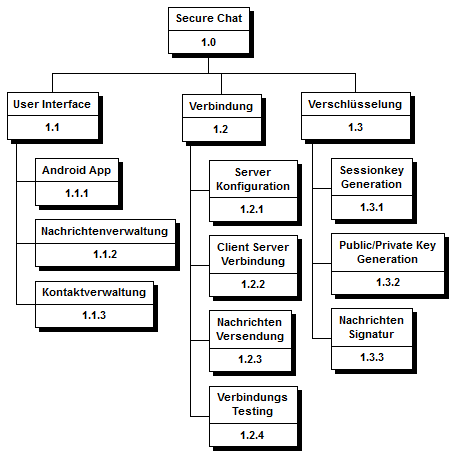 Secure Chat
1.0
User Interface
1.1
Android App
1.1.1
Nachrichtenverwaltung
1.1.2
Kontaktverwaltung
1.1.3
Verbindung
1.2
Server
Konfiguration
1.2.1
Client Server
Verbindung
1.2.2
Nachrichten
Versendung
1.2.3
Verbindungs
Testing
1.2.4
Verschlüsselung
1.3
Sessionkey
Generation
1.3.1
Public/Private Key
Generation
1.3.2
Nachrichten
Signatur
1.3.3